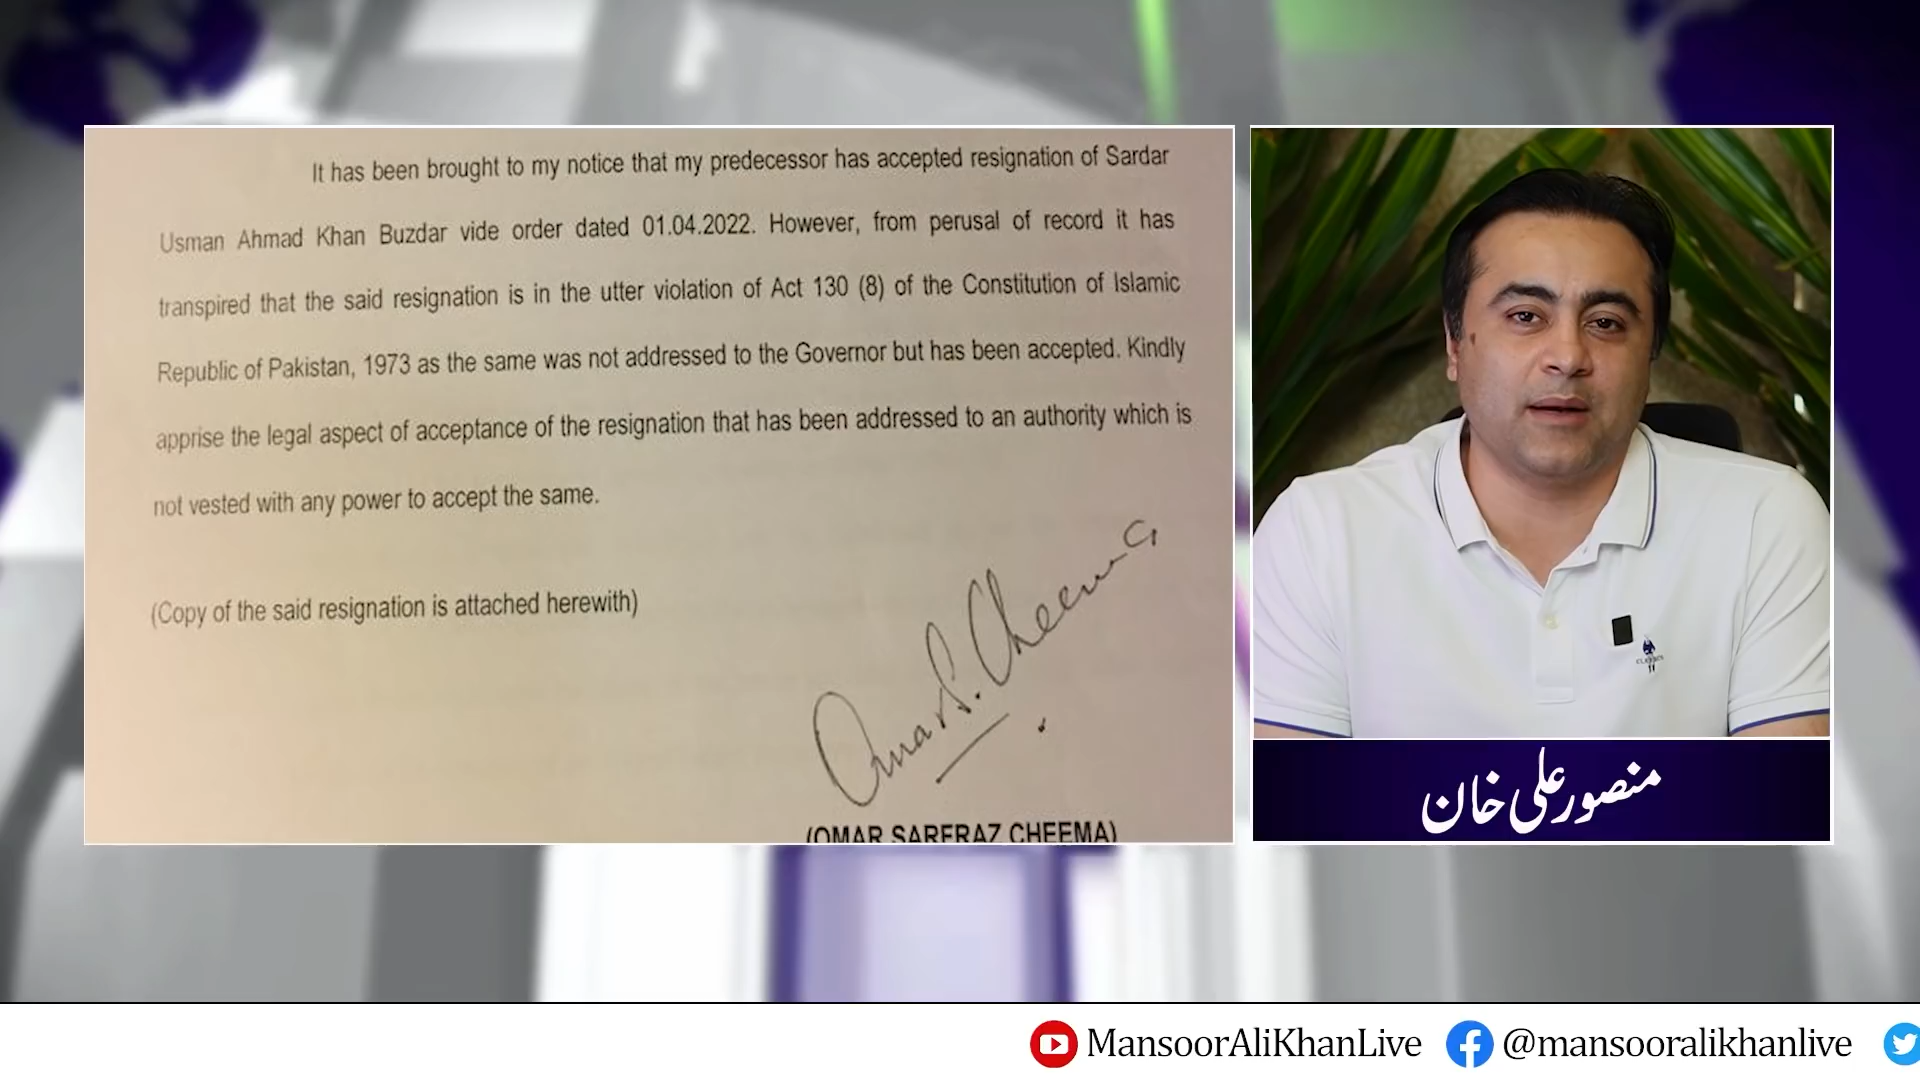 It has been brought to my notice that my predecessor has accepted resignation of Sardar
Usman Ahmad Khan Buzdar vide order dated 01.04.2022. However, from perusal of record it has
transpired that the said resignation is in the utter violation of Act 130 (8) of the Constitution of Islamic
Republic of Pakistan, 1973 as the same was not addressed to the Governor but has been accepted. Kindly
apprise the legal aspect of acceptance of the resignation that has been addressed to an authority which is
not vested with any power to accept the same.
(Copy of the said resignation is attached herewith)
Omar S. Cheema
(OMAR SARFRAZ CHEEMA)
منصور علی خان
MansoorAliKhanLive @mansooralikhanlive